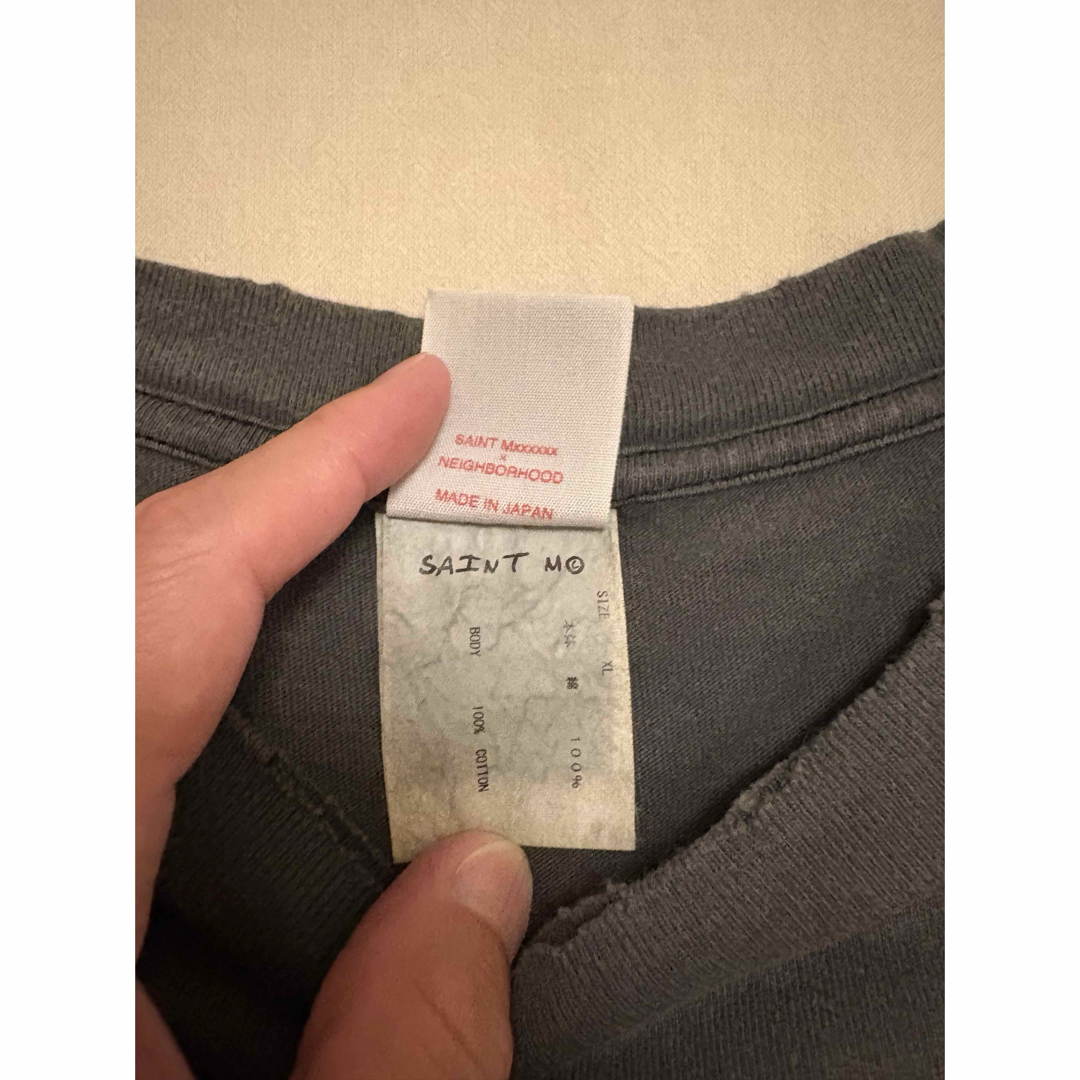 SAINT Mxxxxxx
×
NEIGHBORHOOD
MADE IN JAPAN
SAINT M©
SIZE XL
本体 綿 100%
BODY 100% COTTON